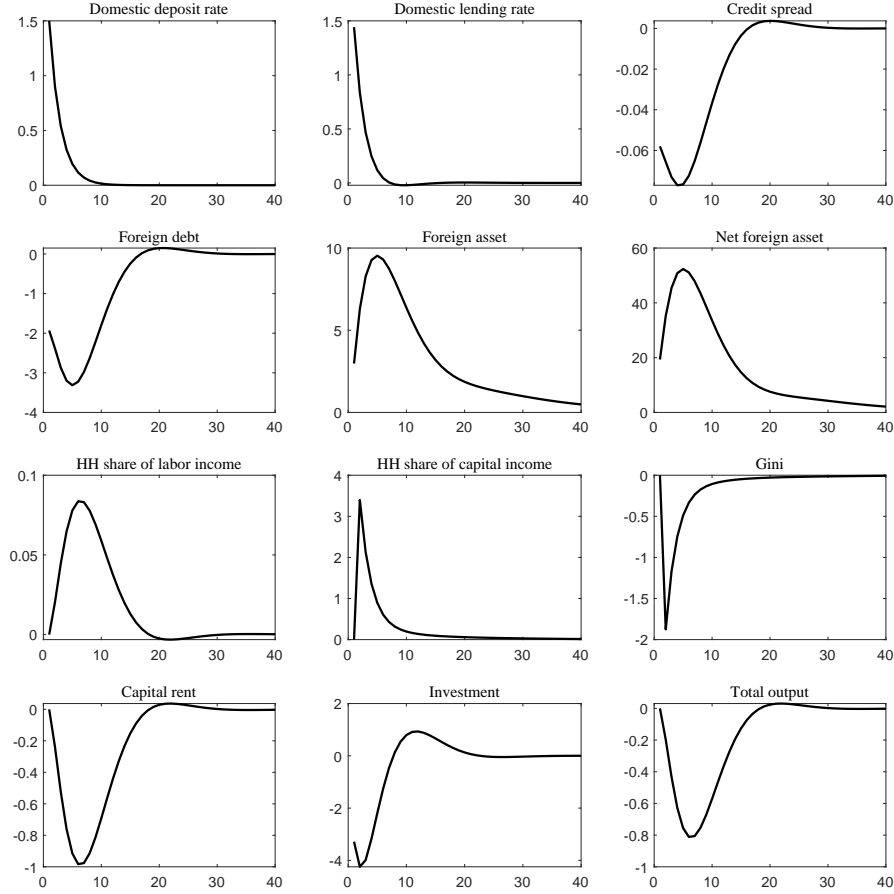 Domestic deposit rate
1.5
1
0.5
0
0 10 20 30 40
Domestic lending rate
1.5
1
0.5
0
0 10 20 30 40
Credit spread
0
-0.02
-0.04
-0.06
0 10 20 30 40
Foreign debt
0
-1
-2
-3
-4
0 10 20 30 40
Foreign asset
10
5
0
0 10 20 30 40
Net foreign asset
60
40
20
0
0 10 20 30 40
HH share of labor income
0.1
0.05
0
0 10 20 30 40
HH share of capital income
4
3
2
1
0
0 10 20 30 40
Gini
0
-0.5
-1
-1.5
-2
0 10 20 30 40
Capital rent
0
-0.2
-0.4
-0.6
-0.8
-1
0 10 20 30 40
Investment
2
0
-2
-4
0 10 20 30 40
Total output
0
-0.2
-0.4
-0.6
-0.8
-1
0 10 20 30 40